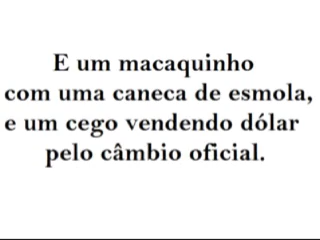 E um macaquinho
com uma caneca de esmola,
e um cego vendendo dólar
pelo câmbio oficial.